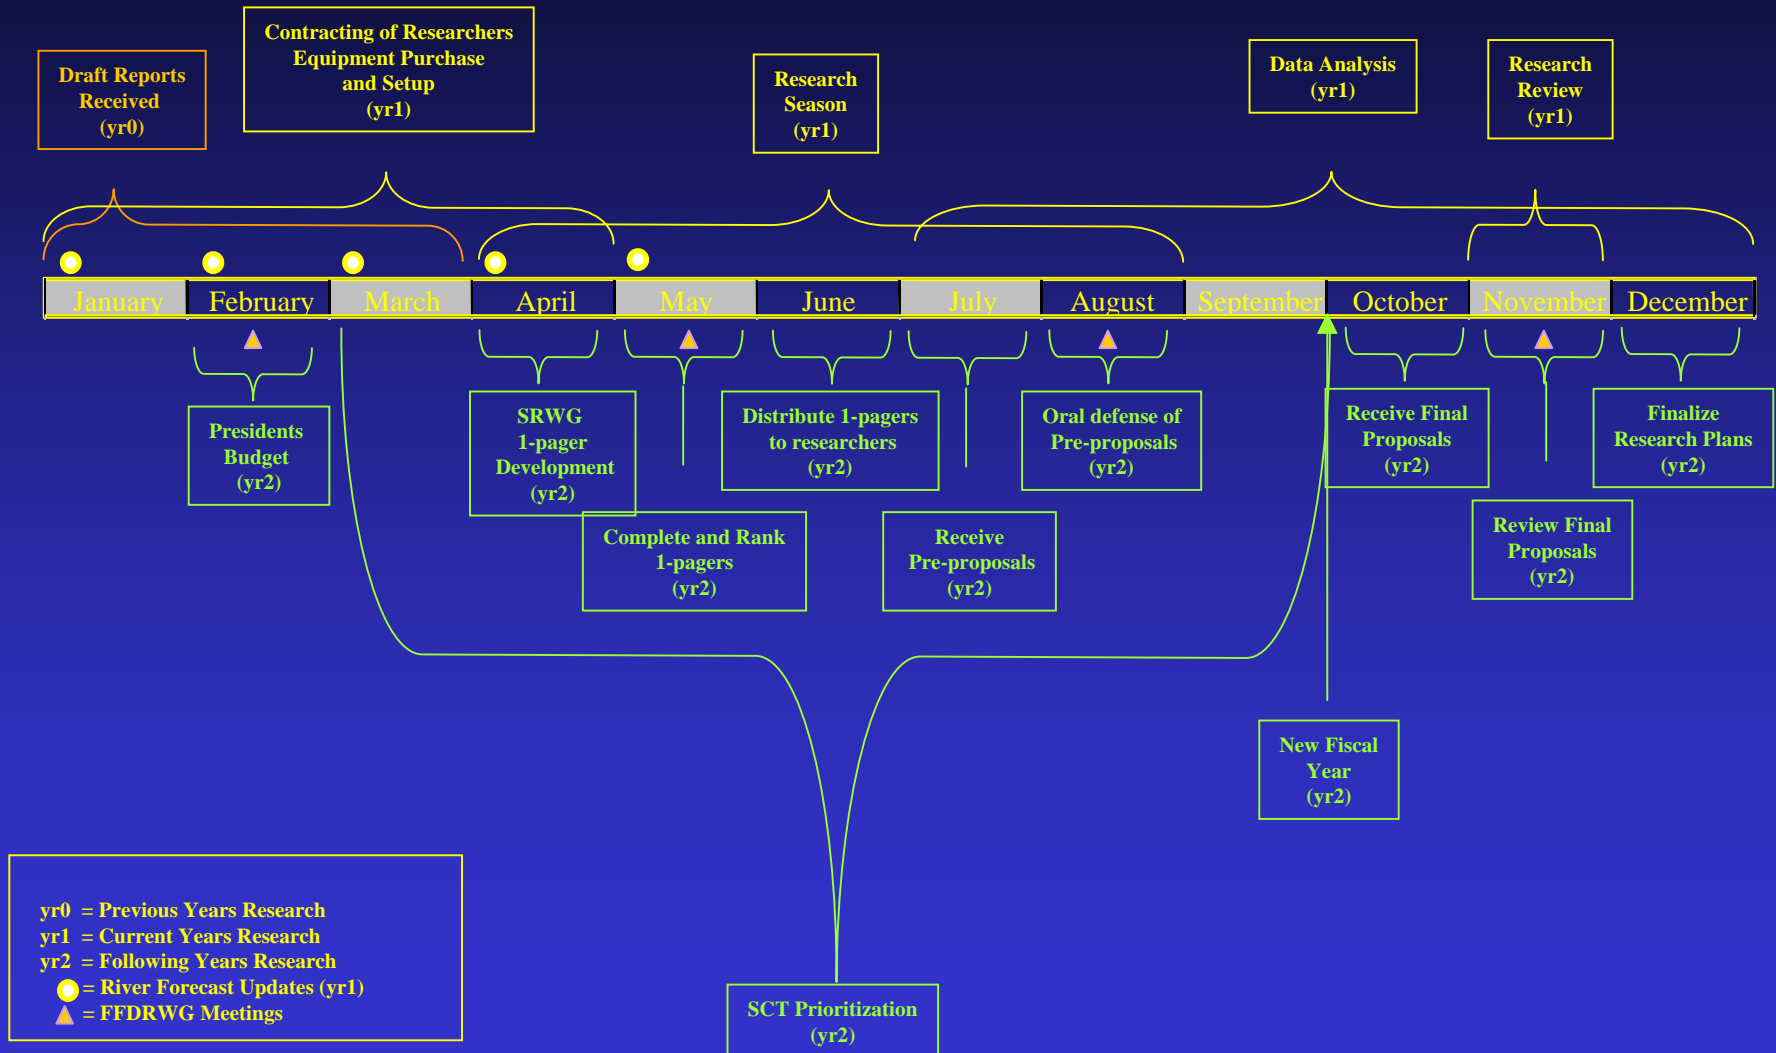 Draft Reports
Received
(yr0)
Contracting of Researchers
Equipment Purchase
and Setup
(yr1)
Research
Season
(yr1)
Data Analysis
(yr1)
Research
Review
(yr1)
January February March April May June July August September October November December
Presidents
Budget
(yr2)
SRWG
1-pager
Development
(yr2)
Complete and Rank
1-pagers
(yr2)
Distribute 1-pagers
to researchers
(yr2)
Receive
Pre-proposals
(yr2)
Oral defense of
Pre-proposals
(yr2)
Receive Final
Proposals
(yr2)
Review Final
Proposals
(yr2)
Finalize
Research Plans
(yr2)
New Fiscal
Year
(yr2)
SCT Prioritization
(yr2)
yr0 = Previous Years Research
yr1 = Current Years Research
yr2 = Following Years Research
= River Forecast Updates (yr1)
= FFDRWG Meetings